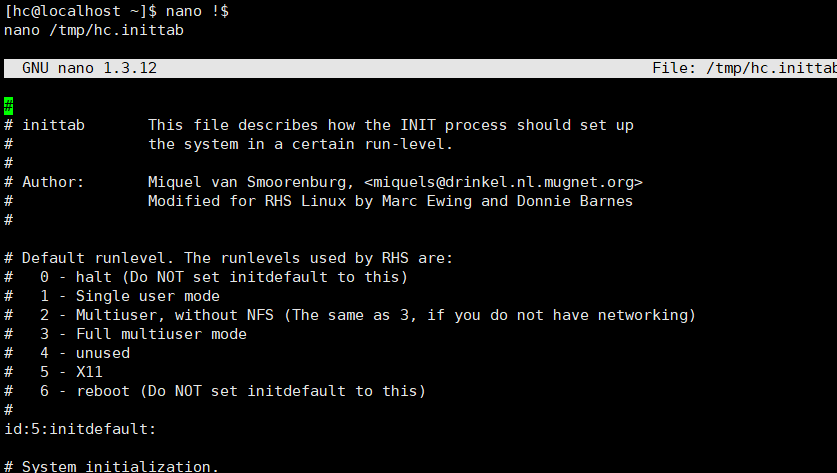 [hc@localhost ~]$ nano !$
nano /tmp/hc.inittab
GNU nano 1.3.12 File: /tmp/hc.inittab
#
# inittab This file describes how the INIT process should set up
# the system in a certain run-level.
#
# Author: Miquel van Smoorenburg, <miquels@drinkel.nl.mugnet.org>
# Modified for RHS Linux by Marc Ewing and Donnie Barnes
#
# Default runlevel. The runlevels used by RHS are:
# 0 - halt (Do NOT set initdefault to this)
# 1 - Single user mode
# 2 - Multiuser, without NFS (The same as 3, if you do not have networking)
# 3 - Full multiuser mode
# 4 - unused
# 5 - X11
# 6 - reboot (Do NOT set initdefault to this)
#
id:5:initdefault:
# System initialization.